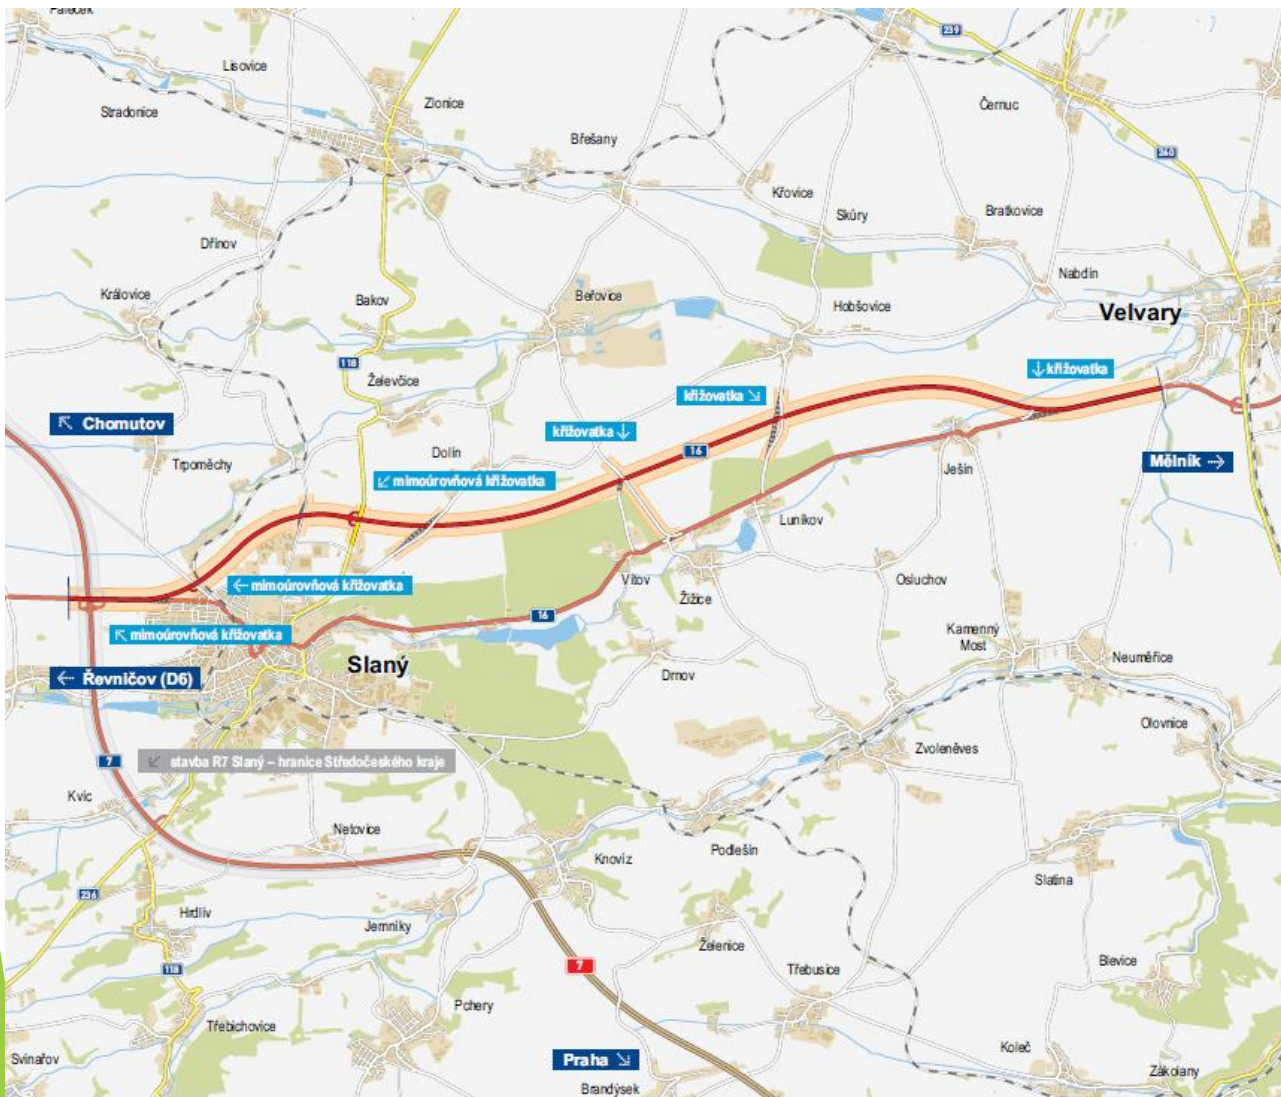 Páleček
239
Lisovice
Zlonice
Stradonice
Černuc
Břešany
260
Křovice
Skůry
Bratkovice
Dřínov
Nabdín
Královice
Bakov
Beřovice
Hobšovice
Velvary
118
Želevčice
↓ křižovatka
křižovatka ↘
↖ Chomutov
křižovatka ↓
Dolín
16
Trpoměchy
Ješín
Mělník →
↙ mimoúrovňová křižovatka
Luníkov
Vítov
Osluchov
← mimoúrovňová křižovatka
Žižice
16
↖ mimoúrovňová křižovatka
Kamenný
Most
Neuměřice
Slaný
Drnov
← Řevničov (D6)
Olovnice
Zvoleněves
7
↙ stavba R7 Slaný – hranice Středočeského kraje
Kvíc
Netovice
Knovíz
Podlešín
Slatina
236
Hrdlív
Jemníky
Želenice
7
118
Třebusice
Blevice
Pchery
Třebichovice
Svinařov
Praha ↘
Koleč
Zákolany
Brandýsek